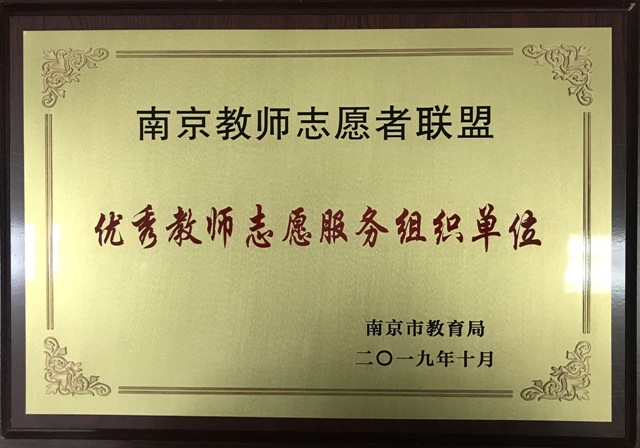 南京教师志愿者联盟
优秀教师志愿服务组织单位
南京市教育局
二〇一九年十月